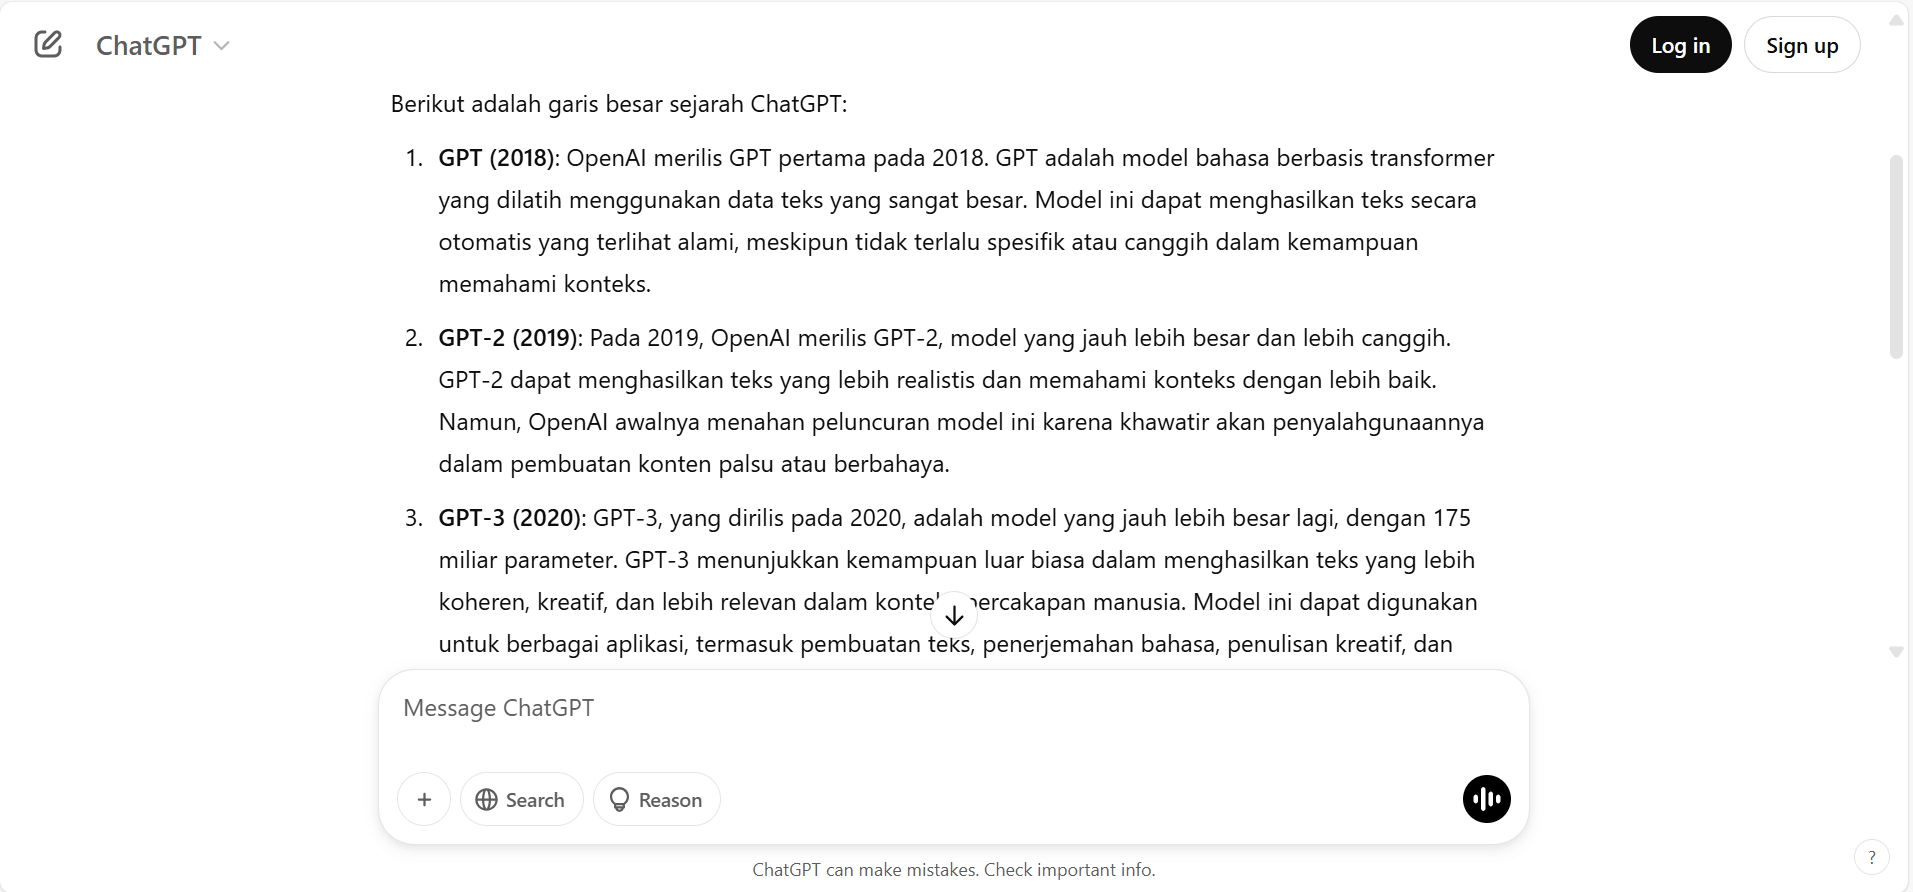 ChatGPT
Log in
Sign up
Berikut adalah garis besar sejarah ChatGPT:
1. GPT (2018): OpenAI merilis GPT pertama pada 2018. GPT adalah model bahasa berbasis transformer
yang dilatih menggunakan data teks yang sangat besar. Model ini dapat menghasilkan teks secara
otomatis yang terlihat alami, meskipun tidak terlalu spesifik atau canggih dalam kemampuan
memahami konteks.
2. GPT-2 (2019): Pada 2019, OpenAI merilis GPT-2, model yang jauh lebih besar dan lebih canggih.
GPT-2 dapat menghasilkan teks yang lebih realistis dan memahami konteks dengan lebih baik.
Namun, OpenAI awalnya menahan peluncuran model ini karena khawatir akan penyalahgunaannya
dalam pembuatan konten palsu atau berbahaya.
3. GPT-3 (2020): GPT-3, yang dirilis pada 2020, adalah model yang jauh lebih besar lagi, dengan 175
miliar parameter. GPT-3 menunjukkan kemampuan luar biasa dalam menghasilkan teks yang lebih
koheren, kreatif, dan lebih relevan dalam konteks percakapan manusia. Model ini dapat digunakan
untuk berbagai aplikasi, termasuk pembuatan teks, penerjemahan bahasa, penulisan kreatif, dan
Message ChatGPT
+ Search Reason
ChatGPT can make mistakes. Check important info.
?